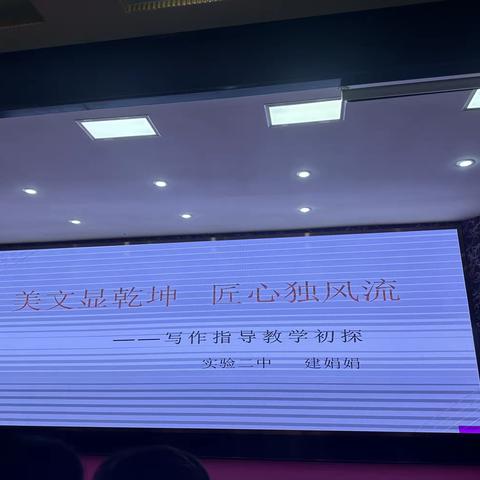 美文显乾坤 匠心独风流
——写作指导教学初探
实验二中 建娟娟